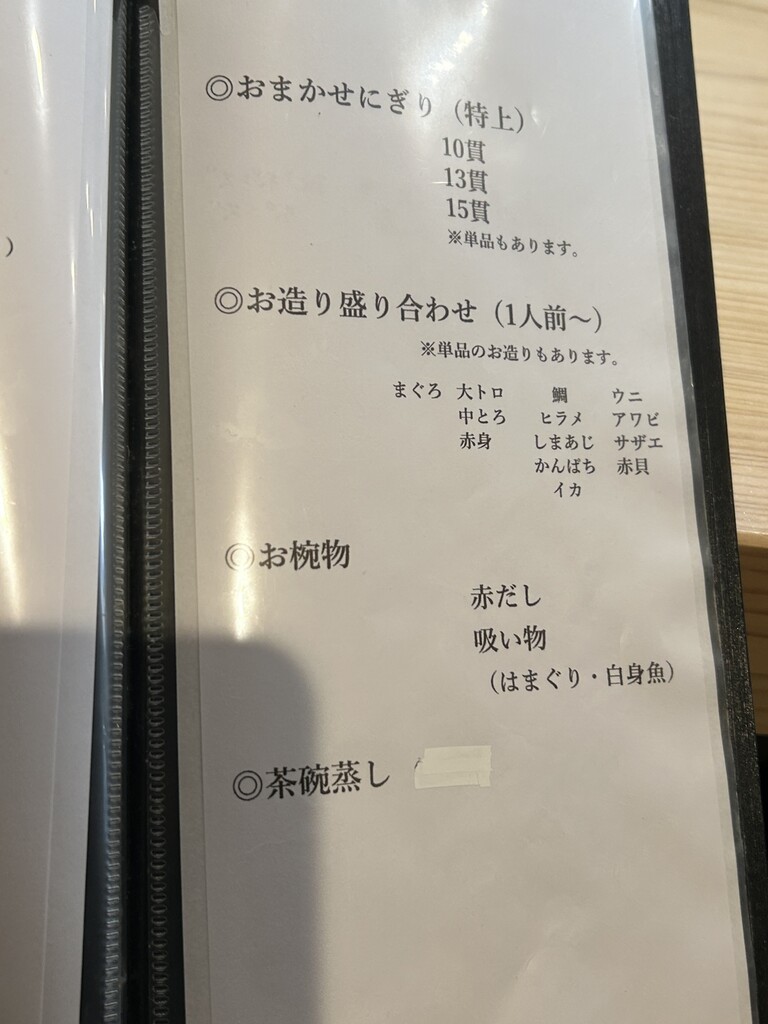 )
◎おまかせにぎり（特上）
10貫
13貫
15貫
※単品もあります。
◎お造り盛り合わせ（1人前〜）
※単品のお造りもあります。
まぐろ 大トロ 鯛 ウニ
中とろ ヒラメ アワビ
赤身 しまあじ サザエ
かんぱち 赤貝
イカ
◎お椀物
赤だし
吸い物
（はまぐり・白身魚）
◎茶碗蒸し